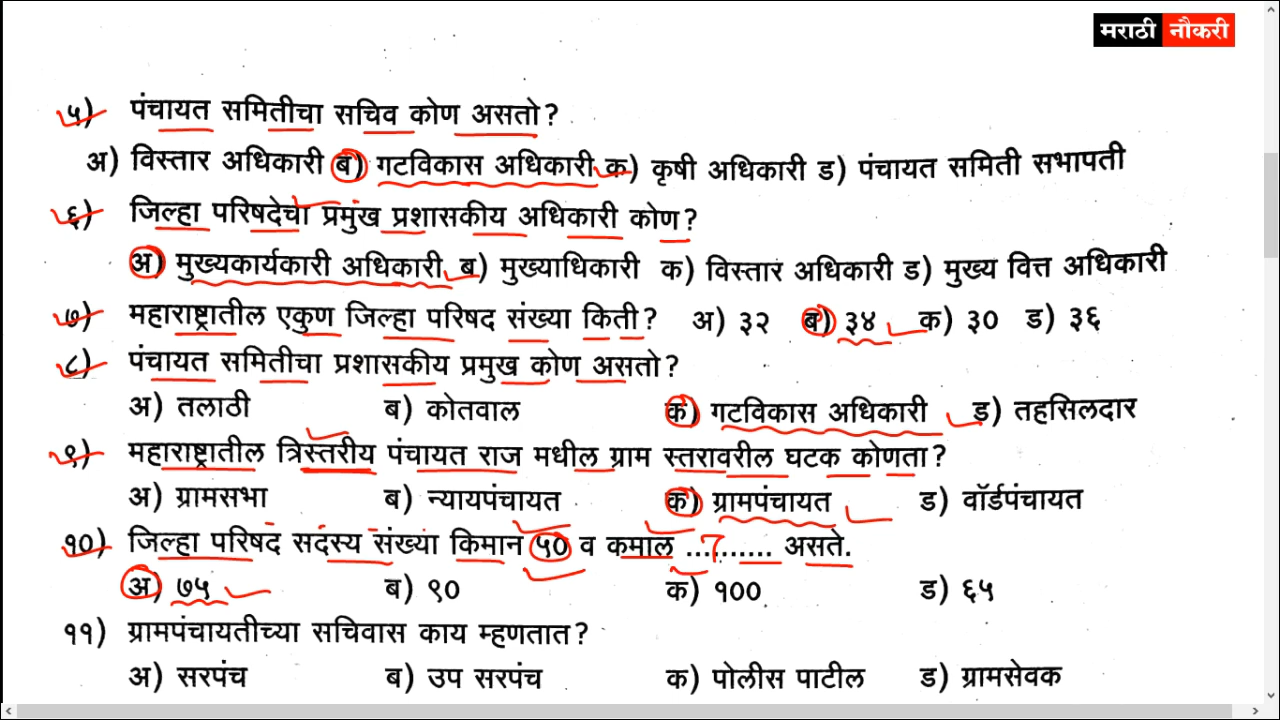 मराठी नौकरी
५) पंचायत समितीचा सचिव कोण असतो?
अ) विस्तार अधिकारी ब) गटविकास अधिकारी क) कृषी अधिकारी ड) पंचायत समिती सभापती
६) जिल्हा परिषदेचा प्रमुख प्रशासकीय अधिकारी कोण?
अ) मुख्यकार्यकारी अधिकारी ब) मुख्याधिकारी क) विस्तार अधिकारी ड) मुख्य वित्त अधिकारी
७) महाराष्ट्रातील एकुण जिल्हा परिषद संख्या किती? अ) ३२ ब) ३४ क) ३० ड) ३६
८) पंचायत समितीचा प्रशासकीय प्रमुख कोण असतो?
अ) तलाठी ब) कोतवाल क) गटविकास अधिकारी ड) तहसिलदार
९) महाराष्ट्रातील त्रिस्तरीय पंचायत राज मधील ग्राम स्तरावरील घटक कोणता?
अ) ग्रामसभा ब) न्यायपंचायत क) ग्रामपंचायत ड) वॉर्डपंचायत
१०) जिल्हा परिषद सदस्य संख्या किमान ५० व कमाल .......... असते.
अ) ७५ ब) ९० क) १०० ड) ६५
११) ग्रामपंचायतीच्या सचिवास काय म्हणतात?
अ) सरपंच ब) उप सरपंच क) पोलीस पाटील ड) ग्रामसेवक